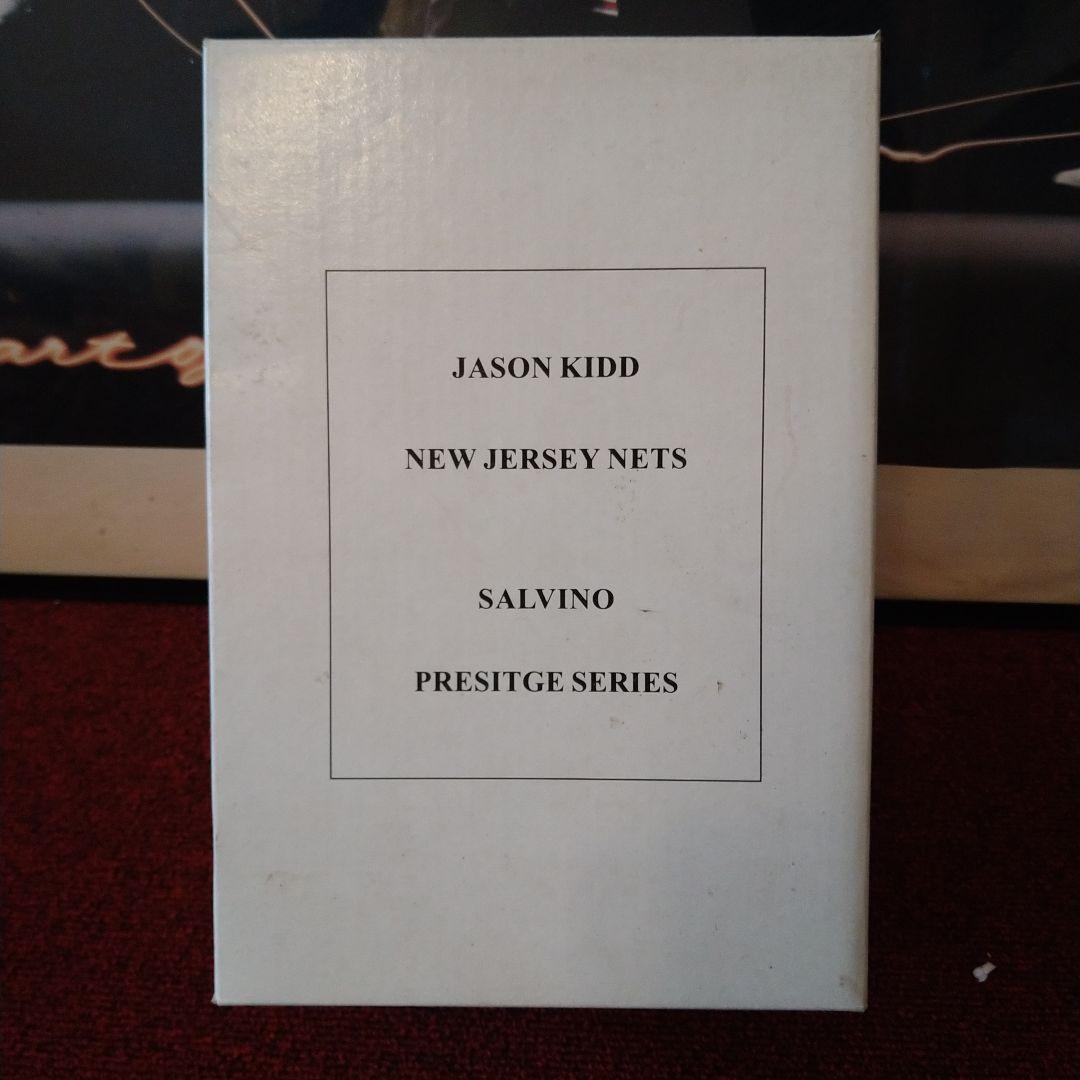 JASON KIDD
NEW JERSEY NETS
SALVINO
PRESITGE SERIES